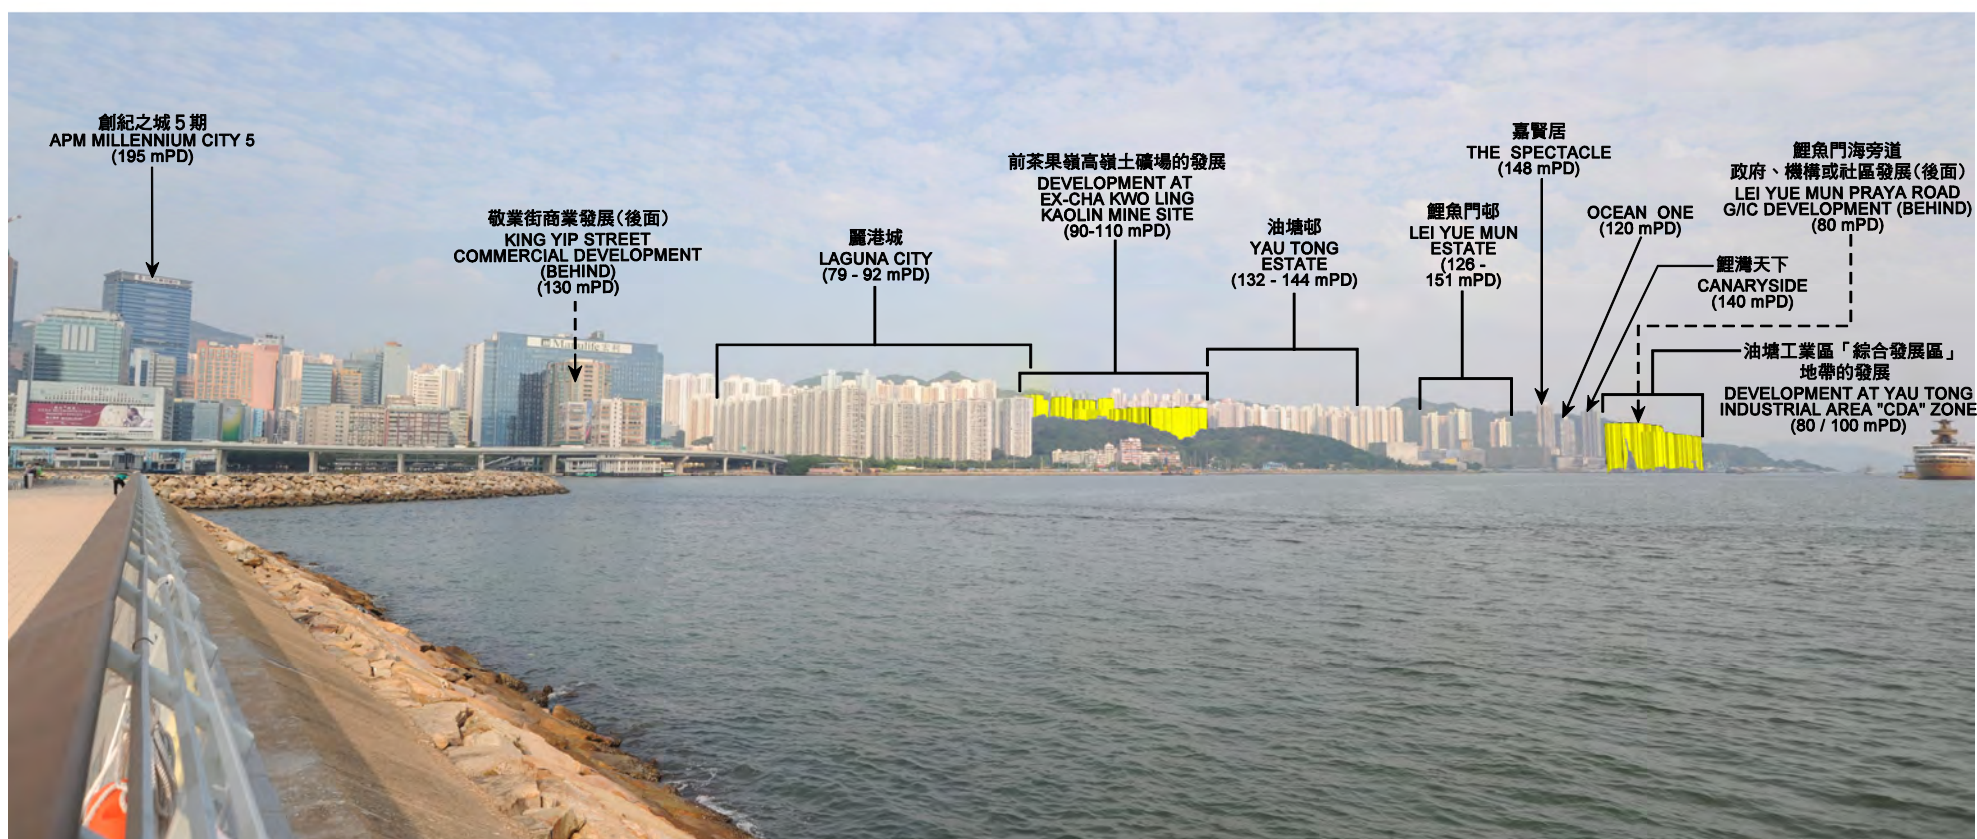 創紀之城5期
APM MILLENNIUM CITY 5
(195 mPD)
敬業街商業發展(後面)
KING YIP STREET
COMMERCIAL DEVELOPMENT
(BEHIND)
(130 mPD)
麗港城
LAGUNA CITY
(79 - 92 mPD)
前茶果嶺高嶺土礦場的發展
DEVELOPMENT AT
EX-CHA KWO LING
KAOLIN MINE SITE
(90-110 mPD)
油塘邨
YAU TONG
ESTATE
(132 - 144 mPD)
鯉魚門邨
LEI YUE MUN
ESTATE
(126 -
151 mPD)
嘉賢居
THE SPECTACLE
(148 mPD)
OCEAN ONE
(120 mPD)
鯉灣天下
CANARYSIDE
(140 mPD)
鯉魚門海旁道
政府、機構或社區發展(後面)
LEI YUE MUN PRAYA ROAD
G/IC DEVELOPMENT (BEHIND)
(80 mPD)
油塘工業區「綜合發展區」
地帶的發展
DEVELOPMENT AT YAU TONG
INDUSTRIAL AREA "CDA" ZONE
(80 / 100 mPD)
Manulife